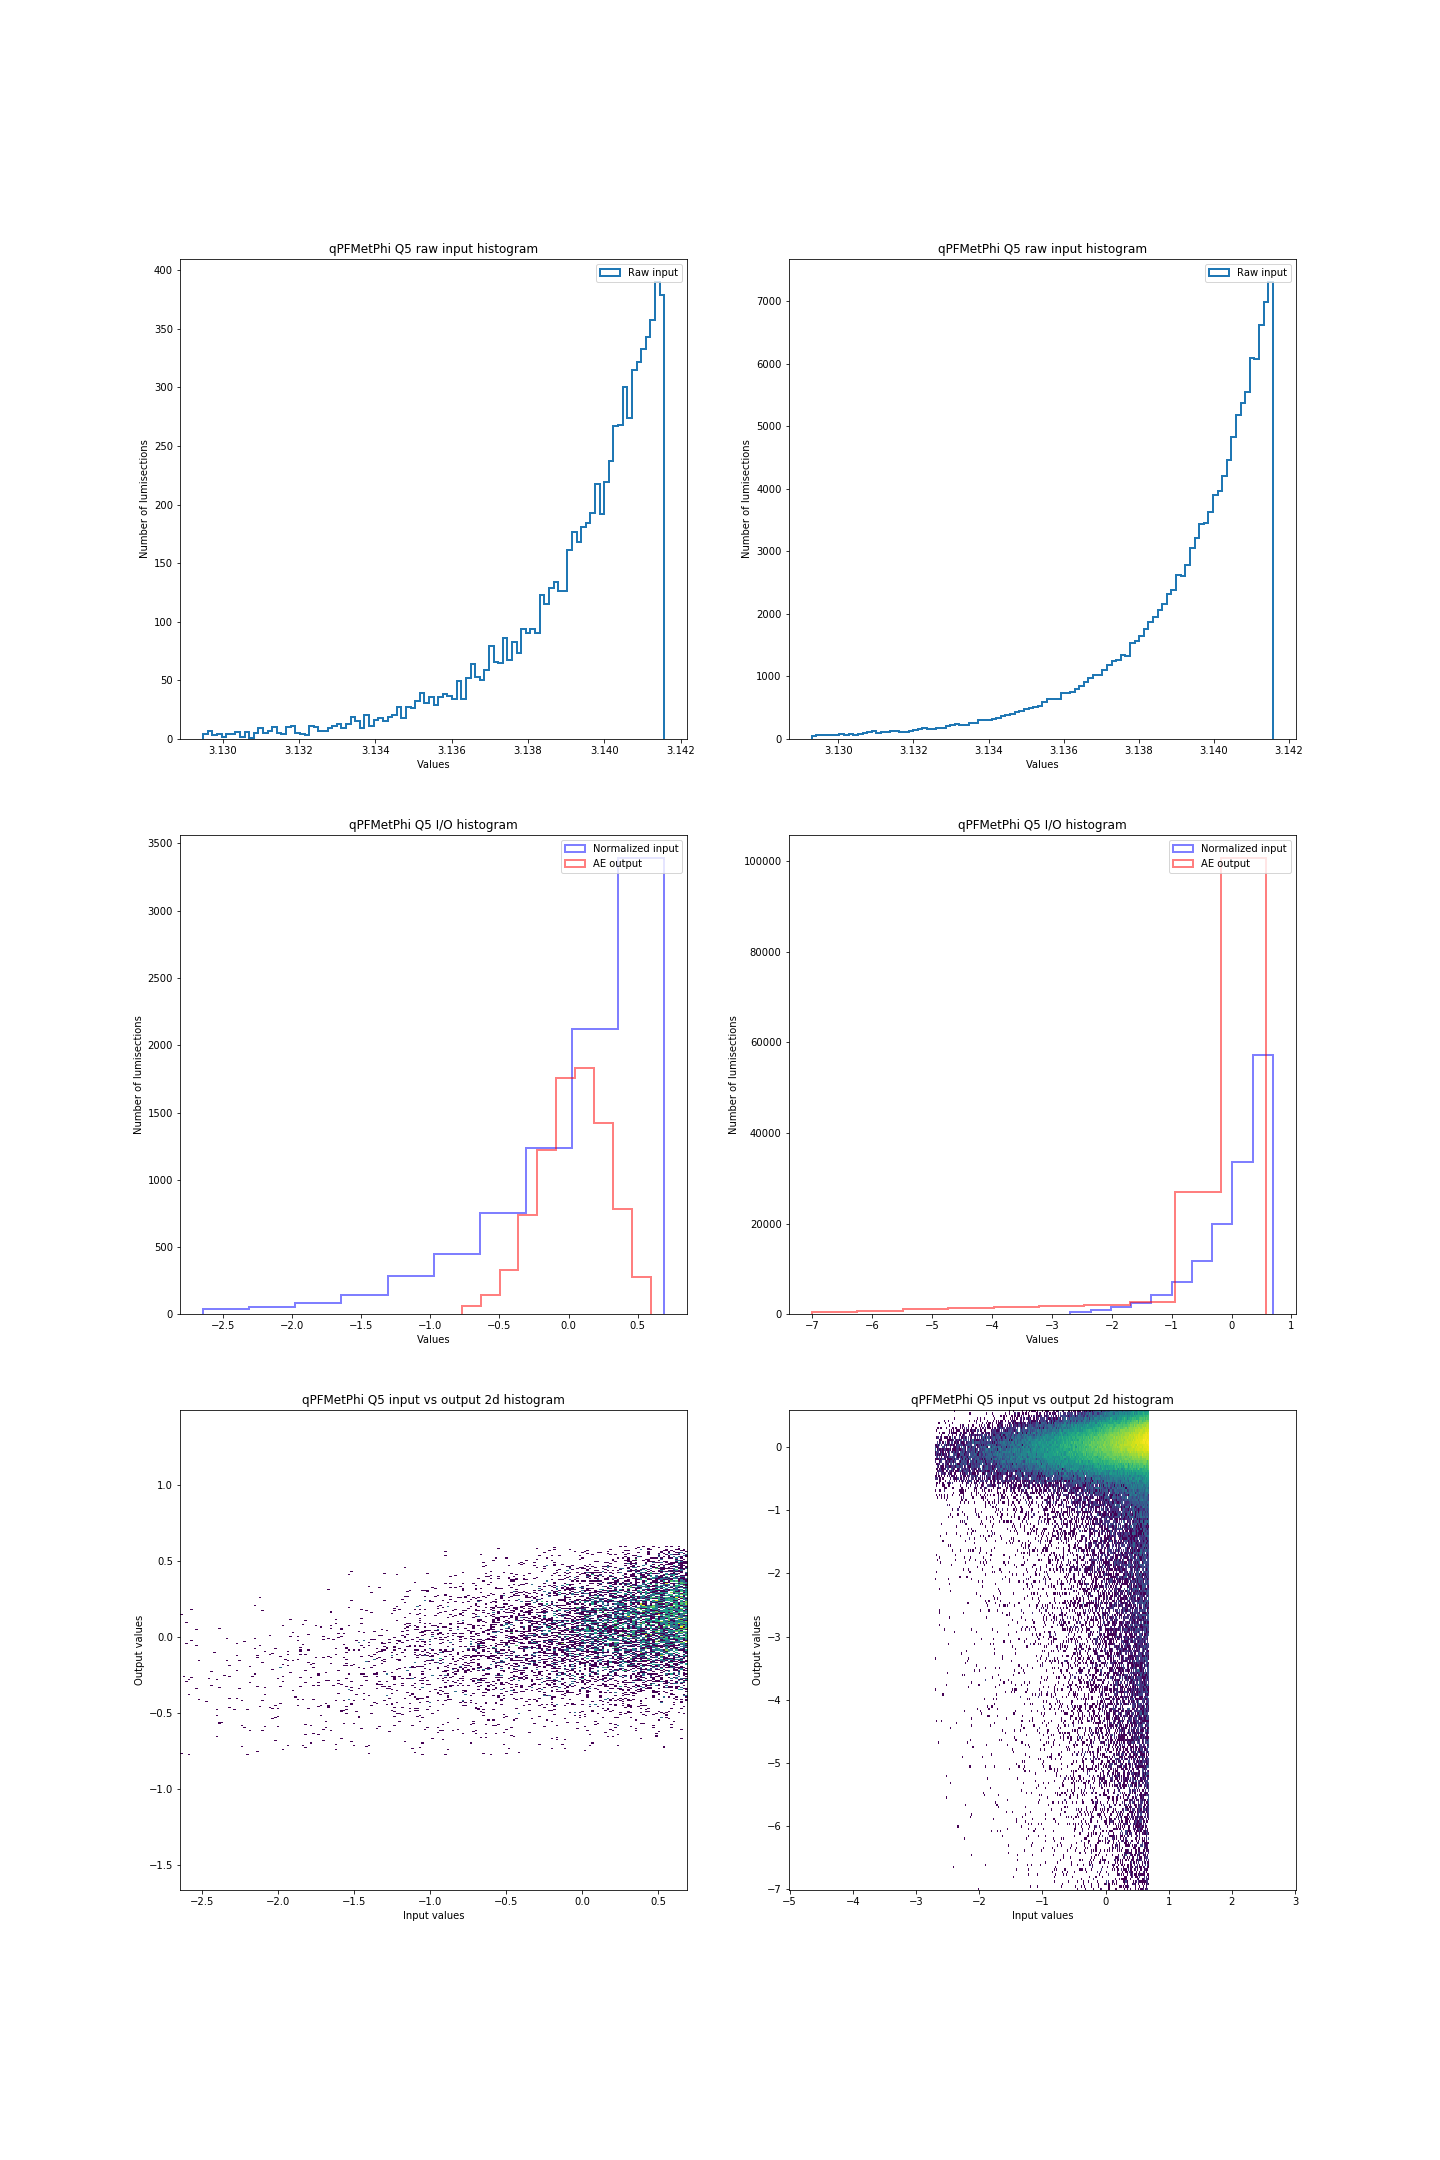 qPFMetPhi Q5 raw input histogram
Raw input
Number of lumisections
400
350
300
250
200
150
100
50
0
3.130 3.132 3.134 3.136 3.138 3.140 3.142
Values
qPFMetPhi Q5 raw input histogram
Raw input
Number of lumisections
7000
6000
5000
4000
3000
2000
1000
0
3.130 3.132 3.134 3.136 3.138 3.140 3.142
Values
qPFMetPhi Q5 I/O histogram
Normalized input
AE output
Number of lumisections
3500
3000
2500
2000
1500
1000
500
0
−2.5 −2.0 −1.5 −1.0 −0.5 0.0 0.5
Values
qPFMetPhi Q5 I/O histogram
Normalized input
AE output
Number of lumisections
100000
80000
60000
40000
20000
0
−7 −6 −5 −4 −3 −2 −1 0 1
Values
qPFMetPhi Q5 input vs output 2d histogram
Output values
1.0
0.5
0.0
−0.5
−1.0
−1.5
−2.5 −2.0 −1.5 −1.0 −0.5 0.0 0.5
Input values
qPFMetPhi Q5 input vs output 2d histogram
Output values
0
−1
−2
−3
−4
−5
−6
−7
−5 −4 −3 −2 −1 0 1 2 3
Input values